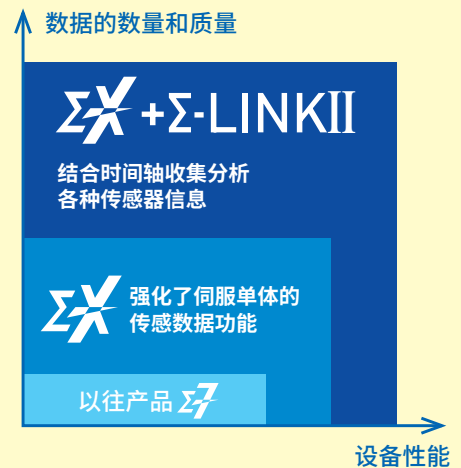 数据的数量和质量
ΣX+Σ-LINKII
结合时间轴收集分析
各种传感器信息
ΣX 强化了伺服单体的
传感数据功能
以往产品 Σ7
设备性能